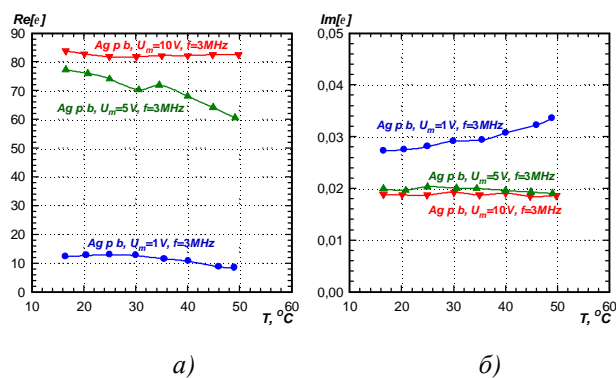 Re[e]
Im[e]
90
80
70
60
50
40
30
20
10
0
Ag p b, Um=10V, f=3MHz
Ag p b, Um=5V, f=3MHz
Ag p b, Um=1V, f=3MHz
10 20 30 40 50 60
T, °C
0,05
0,04
0,03
0,02
0,01
0,00
Ag p b, Um=1V, f=3MHz
Ag p b, Um=5V, f=3MHz
Ag p b, Um=10V, f=3MHz
10 20 30 40 50 60
T, °C
а)
б)